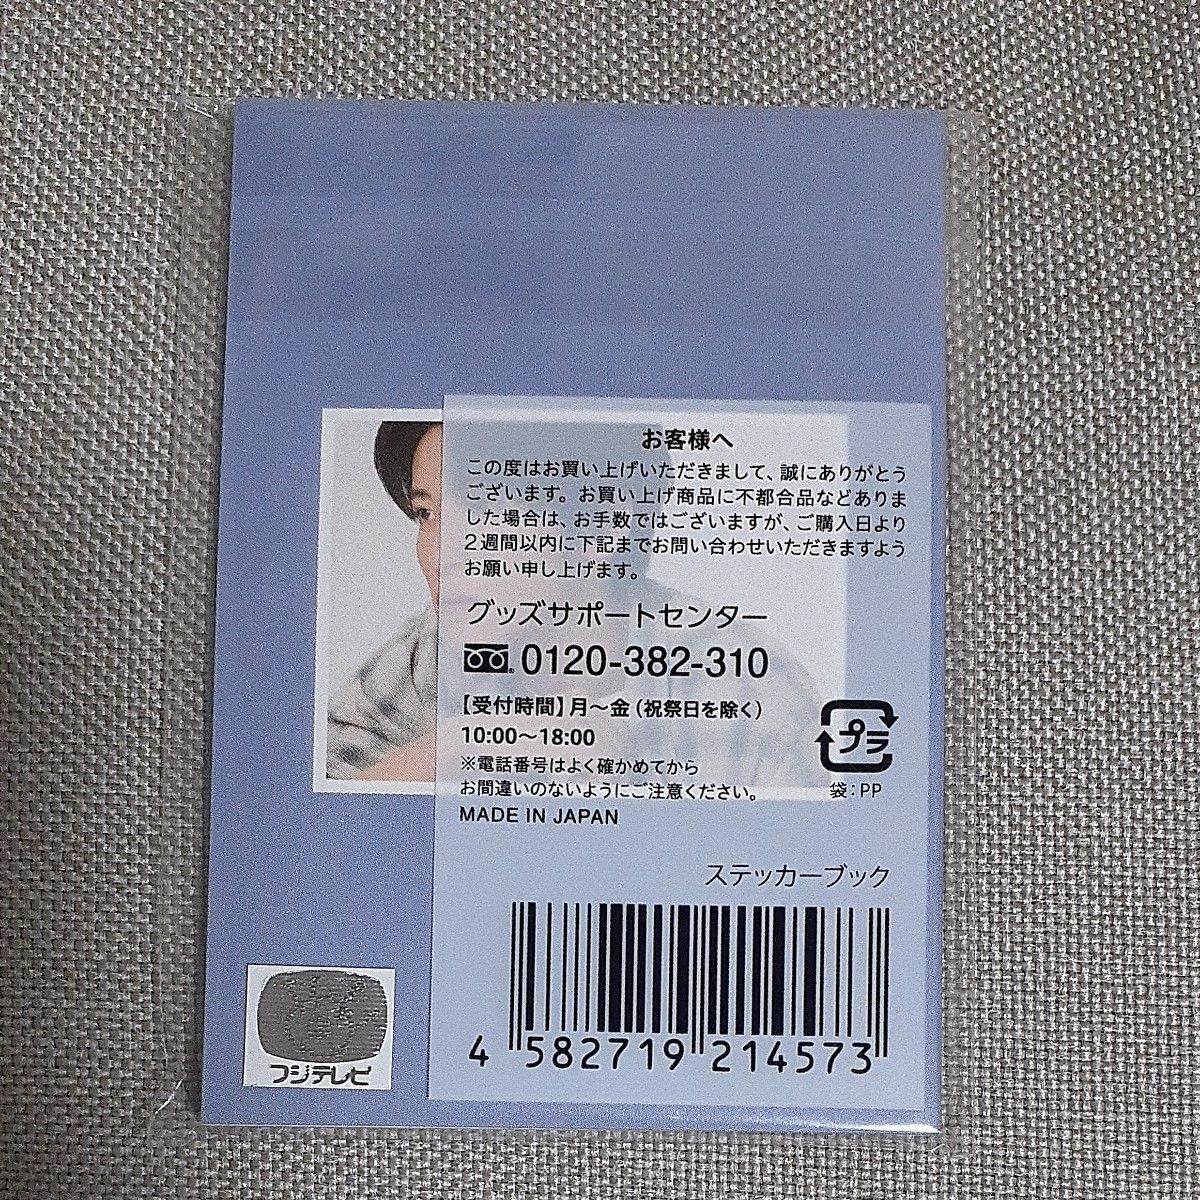 お客様へ
この度はお買い上げいただきまして、誠にありがとう
ございます。お買い上げ商品に不都合品などありま
した場合は、お手数ではございますが、ご購入日より
2週間以内に下記までお問い合わせいただきますよう
お願い申し上げます。
グッズサポートセンター
0120-382-310
【受付時間】月～金(祝祭日を除く)
10:00～18:00
※電話番号はよく確かめてから
お間違いのないようにご注意ください。
MADE IN JAPAN
プラ
袋:PP
ステッカーブック
4 582719 214573
フジテレビ